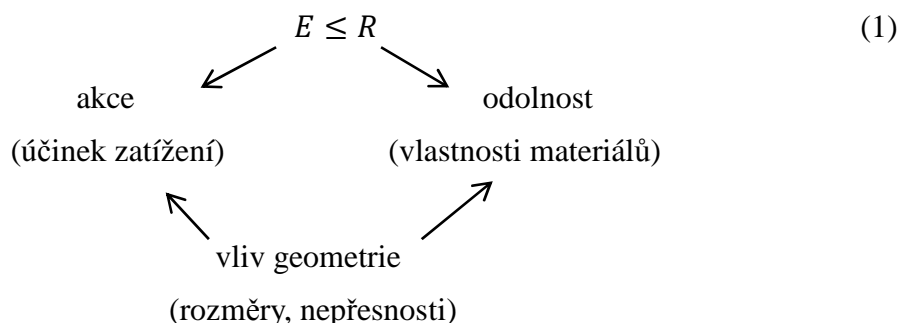 E ≤ R (1)
akce odolnost
(účinek zatížení) (vlastnosti materiálů)
vliv geometrie
(rozměry, nepřesnosti)